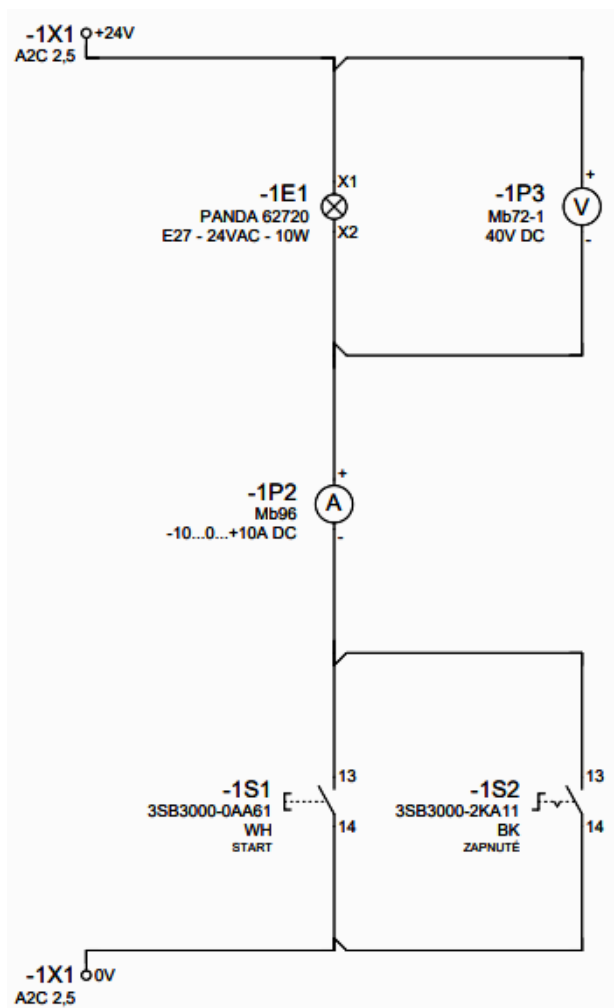 -1X1 +24V
A2C 2,5
-1E1 X1
PANDA 62720
E27 - 24VAC - 10W X2
-1P3 +
Mb72-1 V
40V DC -
-1P2 +
Mb96 A
-10...0...+10A DC -
-1S1 13
3SB3000-0AA61
WH 14
START
-1S2 13
3SB3000-2KA11
BK 14
ZAPNUTÉ
-1X1 0V
A2C 2,5